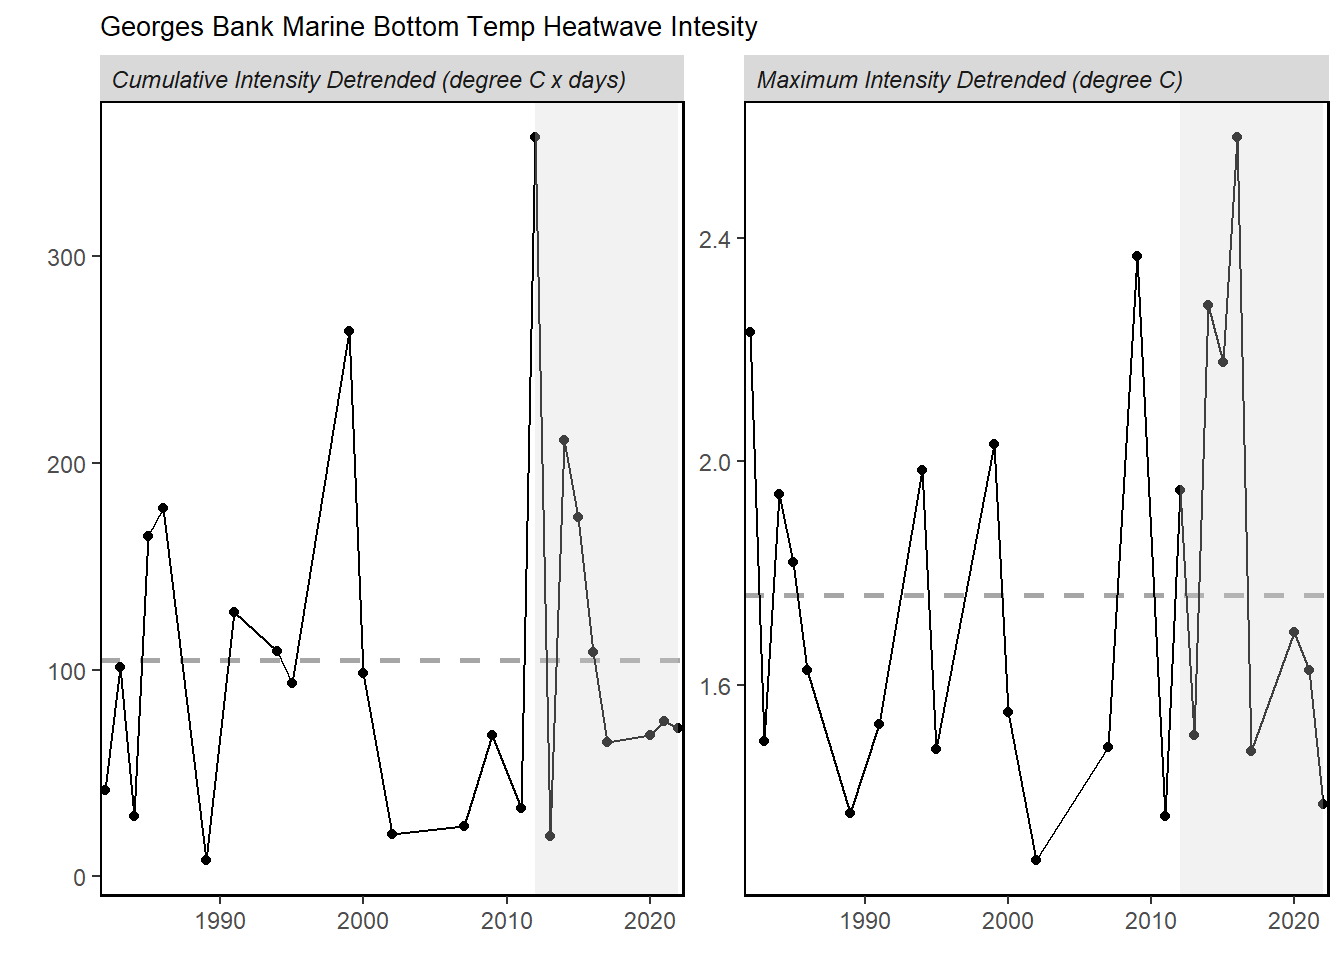 Georges Bank Marine Bottom Temp Heatwave Intesity
Cumulative Intensity Detrended (degree C x days)
Maximum Intensity Detrended (degree C)
300
200
100
0
2.4
2.0
1.6
1990 2000 2010 2020
1990 2000 2010 2020